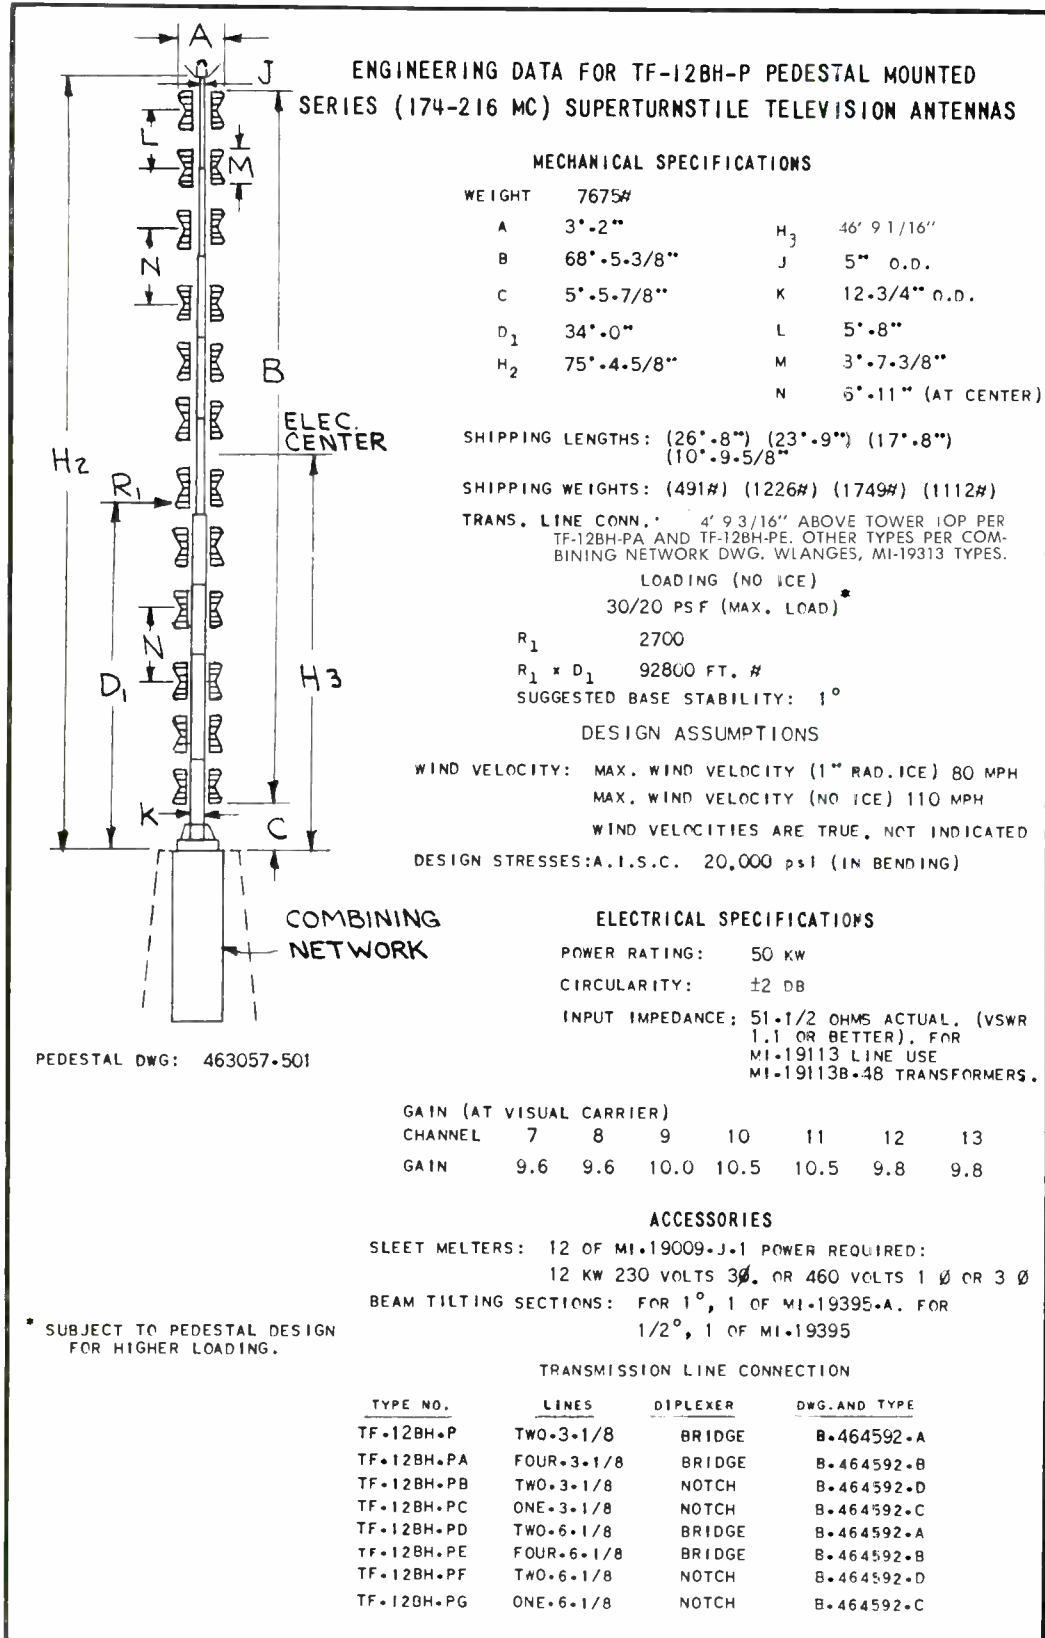 A
J
L
M
N
B
H2
ELEC.
CENTER
R1
N
D1
H3
K
C
COMBINING
NETWORK
PEDESTAL DWG: 463057-501
ENGINEERING DATA FOR TF-12BH-P PEDESTAL MOUNTED
SERIES (174-216 MC) SUPERTURNSTILE TELEVISION ANTENNAS
MECHANICAL SPECIFICATIONS
WEIGHT 7675#
A 3'-2" H3 46' 9 1/16"
B 68'-5-3/8" J 5" O.D.
C 5'-5-7/8" K 12-3/4" O.D.
D1 34'-0" L 5'-8"
H2 75'-4-5/8" M 3'-7-3/8"
N 6'-11" (AT CENTER)
SHIPPING LENGTHS: (26'-8") (23'-9") (17'-8")
(10'-9-5/8"
SHIPPING WEIGHTS: (491#) (1226#) (1749#) (1112#)
TRANS. LINE CONN.: 4' 9 3/16" ABOVE TOWER TOP PER
TF-12BH-PA AND TF-12BH-PE. OTHER TYPES PER COM-
BINING NETWORK DWG. WLANGES, MI-19313 TYPES.
LOADING (NO ICE)
30/20 PSF (MAX. LOAD)*
R1 2700
R1 x D1 92800 FT. #
SUGGESTED BASE STABILITY: 1°
DESIGN ASSUMPTIONS
WIND VELOCITY: MAX. WIND VELOCITY (1" RAD.ICE) 80 MPH
MAX. WIND VELOCITY (NO ICE) 110 MPH
WIND VELOCITIES ARE TRUE, NOT INDICATED
DESIGN STRESSES:A.I.S.C. 20,000 psi (IN BENDING)
ELECTRICAL SPECIFICATIONS
POWER RATING: 50 KW
CIRCULARITY: ±2 DB
INPUT IMPEDANCE: 51-1/2 OHMS ACTUAL. (VSWR
1.1 OR BETTER). FOR
MI-19113 LINE USE
MI-19113B-48 TRANSFORMERS.
GAIN (AT VISUAL CARRIER)
CHANNEL 7 8 9 10 11 12 13
GAIN 9.6 9.6 10.0 10.5 10.5 9.8 9.8
ACCESSORIES
SLEET MELTERS: 12 OF MI-19009-J-1 POWER REQUIRED:
12 KW 230 VOLTS 3Ø. OR 460 VOLTS 1 Ø OR 3 Ø
BEAM TILTING SECTIONS: FOR 1°, 1 OF MI-19395-A. FOR
1/2°, 1 OF MI-19395
* SUBJECT TO PEDESTAL DESIGN
FOR HIGHER LOADING.
TRANSMISSION LINE CONNECTION
TYPE NO. LINES DIPLEXER DWG.AND TYPE
TF-12BH-P TWO-3-1/8 BRIDGE B-464592-A
TF-12BH-PA FOUR-3-1/8 BRIDGE B-464592-B
TF-12BH-PB TWO-3-1/8 NOTCH B-464592-D
TF-12BH-PC ONE-3-1/8 NOTCH B-464592-C
TF-12BH-PD TWO-6-1/8 BRIDGE B-464592-A
TF-12BH-PE FOUR-6-1/8 BRIDGE B-464592-B
TF-12BH-PF TWO-6-1/8 NOTCH B-464592-D
TF-12BH-PG ONE-6-1/8 NOTCH B-464592-C